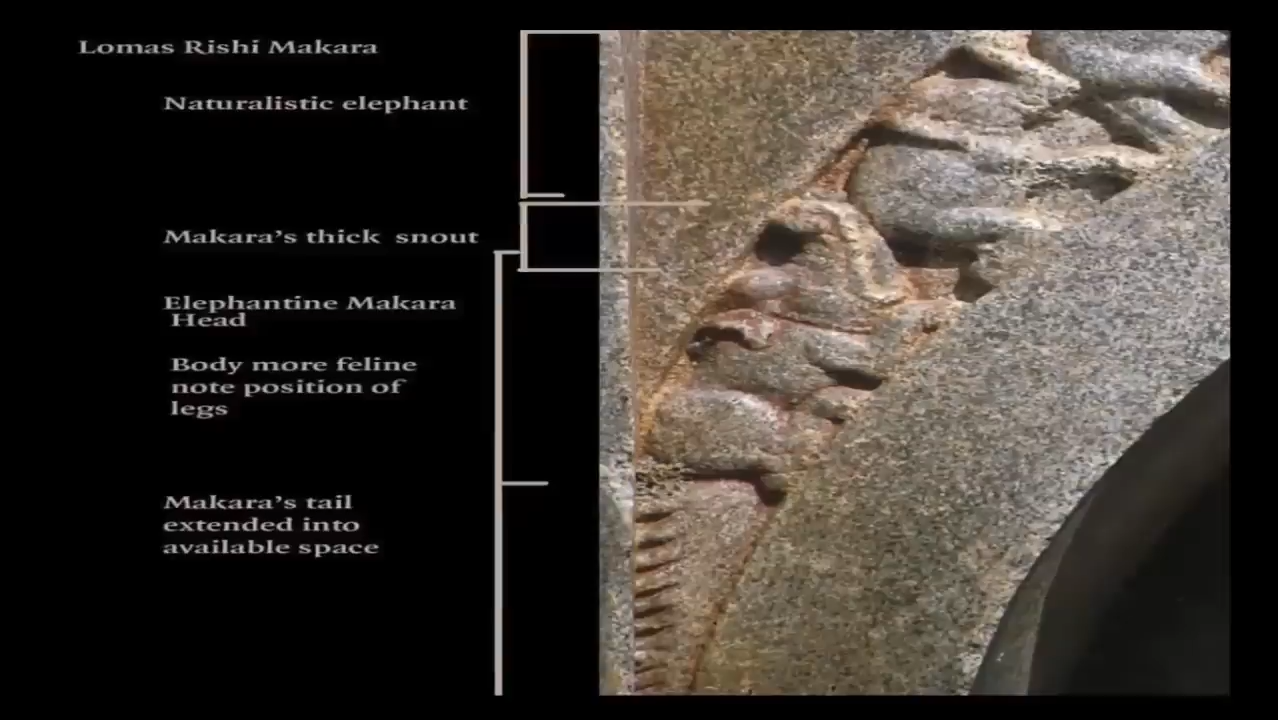 Lomas Rishi Makara
Naturalistic elephant
Makara's thick snout
Elephantine Makara
Head
Body more feline
note position of
legs
Makara's tail
extended into
available space